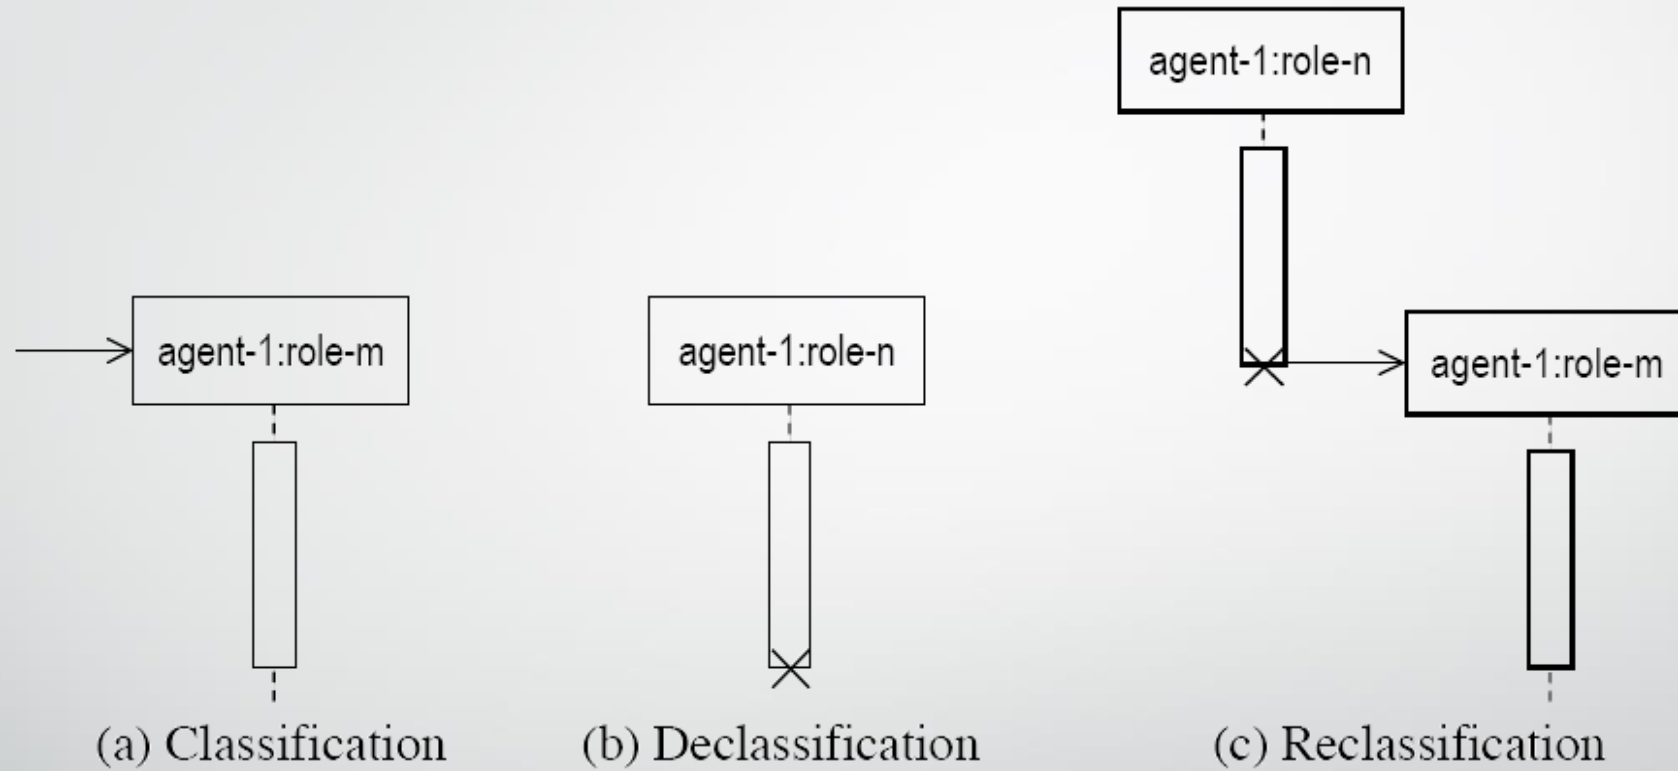 agent-1:role-n
agent-1:role-m
agent-1:role-n
agent-1:role-m
(a) Classification
(b) Declassification
(c) Reclassification